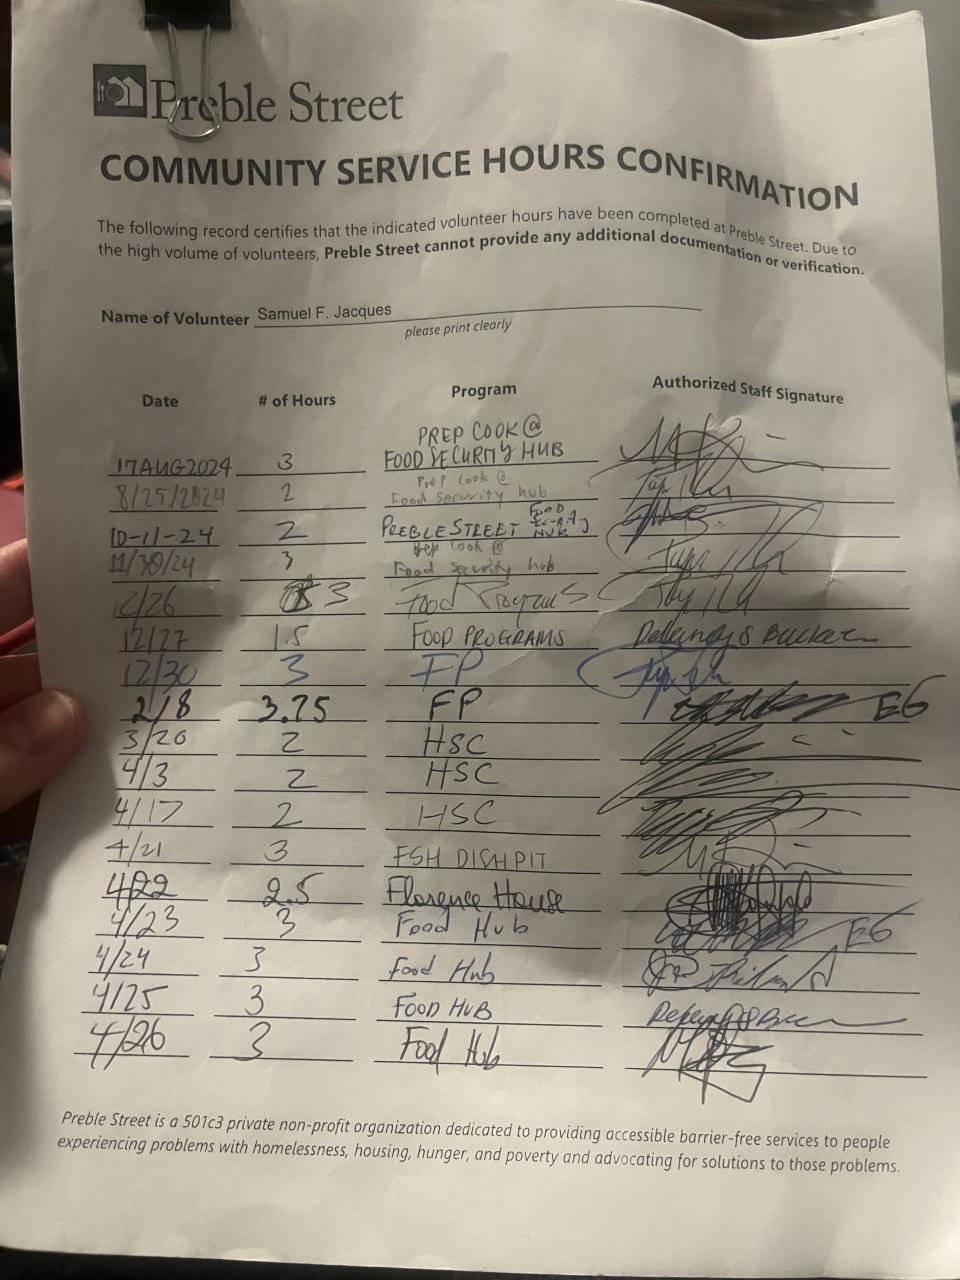 Preble Street
COMMUNITY SERVICE HOURS CONFIRMATION
The following record certifies that the indicated volunteer hours have been completed at Preble Street. Due to
the high volume of volunteers, Preble Street cannot provide any additional documentation or verification.
Name of Volunteer Samuel F. Jacques
please print clearly
Date # of Hours Program Authorized Staff Signature
PREP COOK @
17AUG2024 3 FOOD SECURITY HUB
Prep Cook @
8/25/2024 2 Food Security hub
FOOD
10-11-24 2 PREBLE STREET
HUB
Prep Cook @
11/30/24 3 Food Security hub
12/26 3 Food Programs
12/27 1.5 FOOD PROGRAMS
12/30 3 FP
2/8 3.75 FP EG
3/20 2 HSC
4/3 2 HSC
4/17 2 HSC
4/21 3 FSH DISHPIT
4/22 2.5 Florence House
4/23 3 Food Hub EG
4/24 3 Food Hub
4/25 3 FOOD HUB
4/26 3 Food Hub
Preble Street is a 501c3 private non-profit organization dedicated to providing accessible barrier-free services to people
experiencing problems with homelessness, housing, hunger, and poverty and advocating for solutions to those problems.